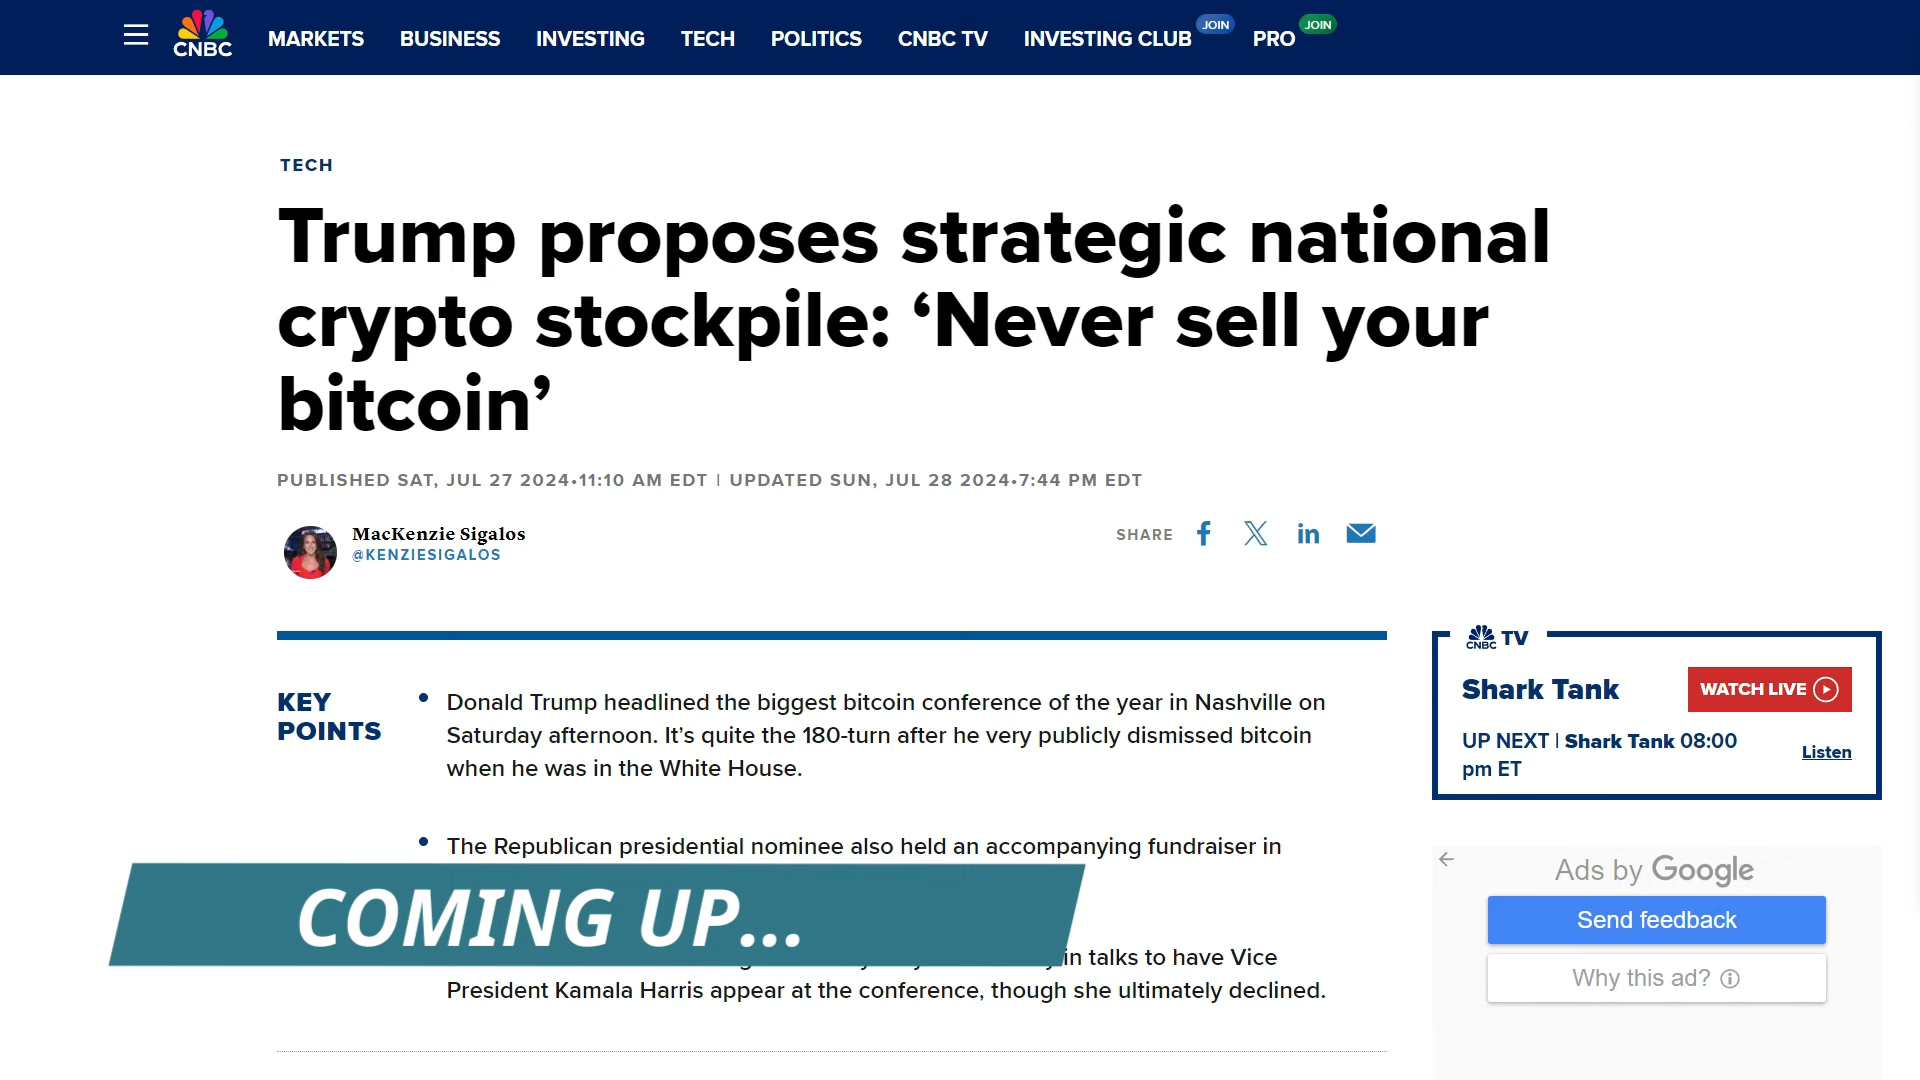 CNBC
MARKETS BUSINESS INVESTING TECH POLITICS CNBC TV INVESTING CLUB JOIN PRO JOIN
TECH
Trump proposes strategic national
crypto stockpile: ‘Never sell your
bitcoin’
PUBLISHED SAT, JUL 27 2024•11:10 AM EDT | UPDATED SUN, JUL 28 2024•7:44 PM EDT
MacKenzie Sigalos
@KENZIESIGALOS
SHARE
KEY
POINTS
Donald Trump headlined the biggest bitcoin conference of the year in Nashville on
Saturday afternoon. It’s quite the 180-turn after he very publicly dismissed bitcoin
when he was in the White House.
The Republican presidential nominee also held an accompanying fundraiser in
COMING UP...
in talks to have Vice
President Kamala Harris appear at the conference, though she ultimately declined.
CNBC TV
Shark Tank
WATCH LIVE
UP NEXT | Shark Tank 08:00
pm ET
Listen
Ads by Google
Send feedback
Why this ad?